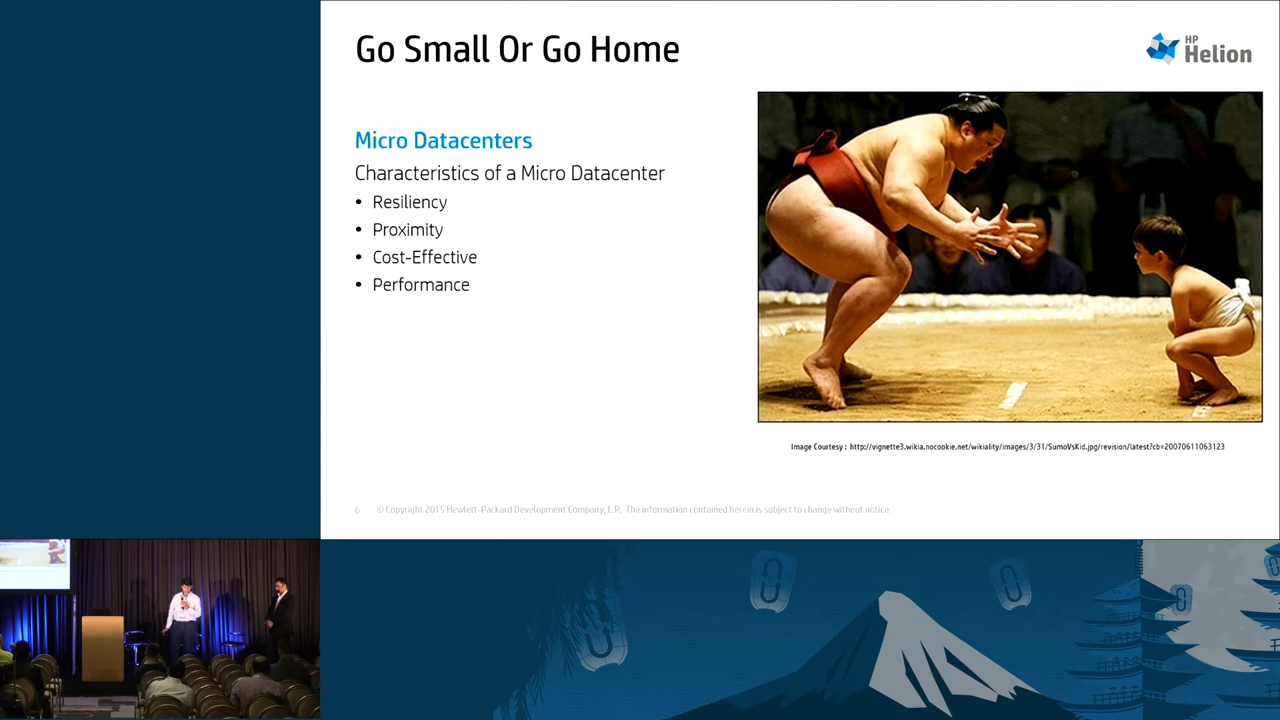 Go Small Or Go Home
HP
Helion
Micro Datacenters
Characteristics of a Micro Datacenter
• Resiliency
• Proximity
• Cost-Effective
• Performance
Image Courtesy : http://vignette3.wikia.nocookie.net/wikiality/images/3/31/SumoVsKid.jpg/revision/latest?cb=20070611063123
6 © Copyright 2015 Hewlett-Packard Development Company, L.P. The information contained herein is subject to change without notice.